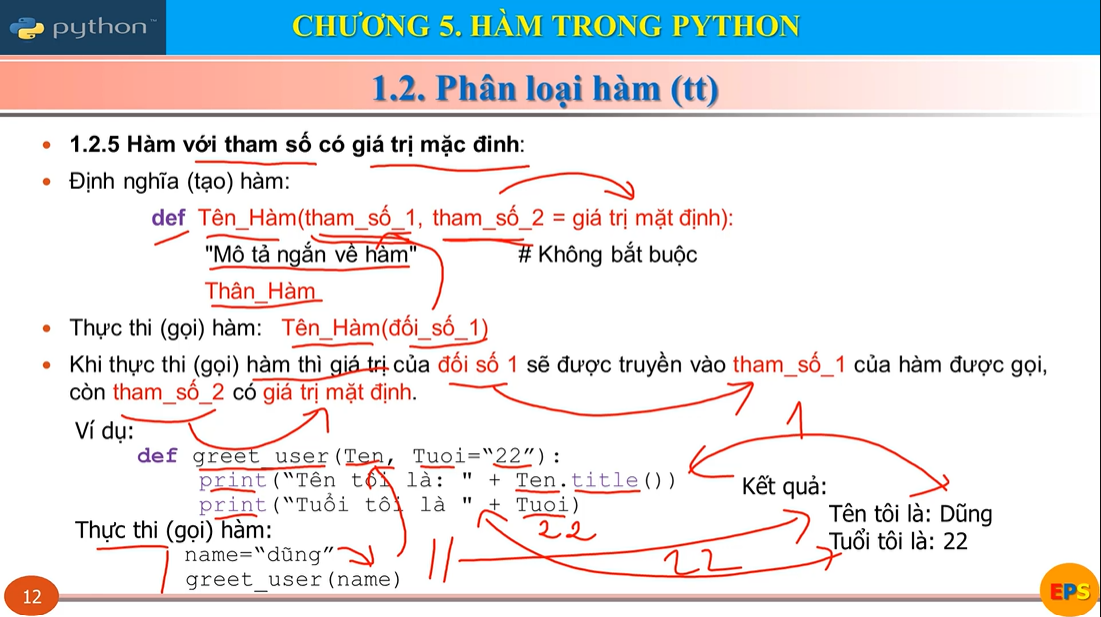 python™
CHƯƠNG 5. HÀM TRONG PYTHON
1.2. Phân loại hàm (tt)
• 1.2.5 Hàm với tham số có giá trị mặc đinh:
• Định nghĩa (tạo) hàm:
def Tên_Hàm(tham_số_1, tham_số_2 = giá trị mặt định):
"Mô tả ngắn về hàm" # Không bắt buộc
Thân_Hàm
• Thực thi (gọi) hàm: Tên_Hàm(đối_số_1)
• Khi thực thi (gọi) hàm thì giá trị của đối số 1 sẽ được truyền vào tham_số_1 của hàm được gọi,
còn tham_số_2 có giá trị mặt định.
1
Ví dụ:
def greet_user(Ten, Tuoi=“22”):
print(“Tên tôi là: " + Ten.title())
print(“Tuổi tôi là " + Tuoi)
22
Kết quả:
Tên tôi là: Dũng
Tuổi tôi là: 22
22
Thực thi (gọi) hàm:
name=“dũng”
greet_user(name)
12
EPS